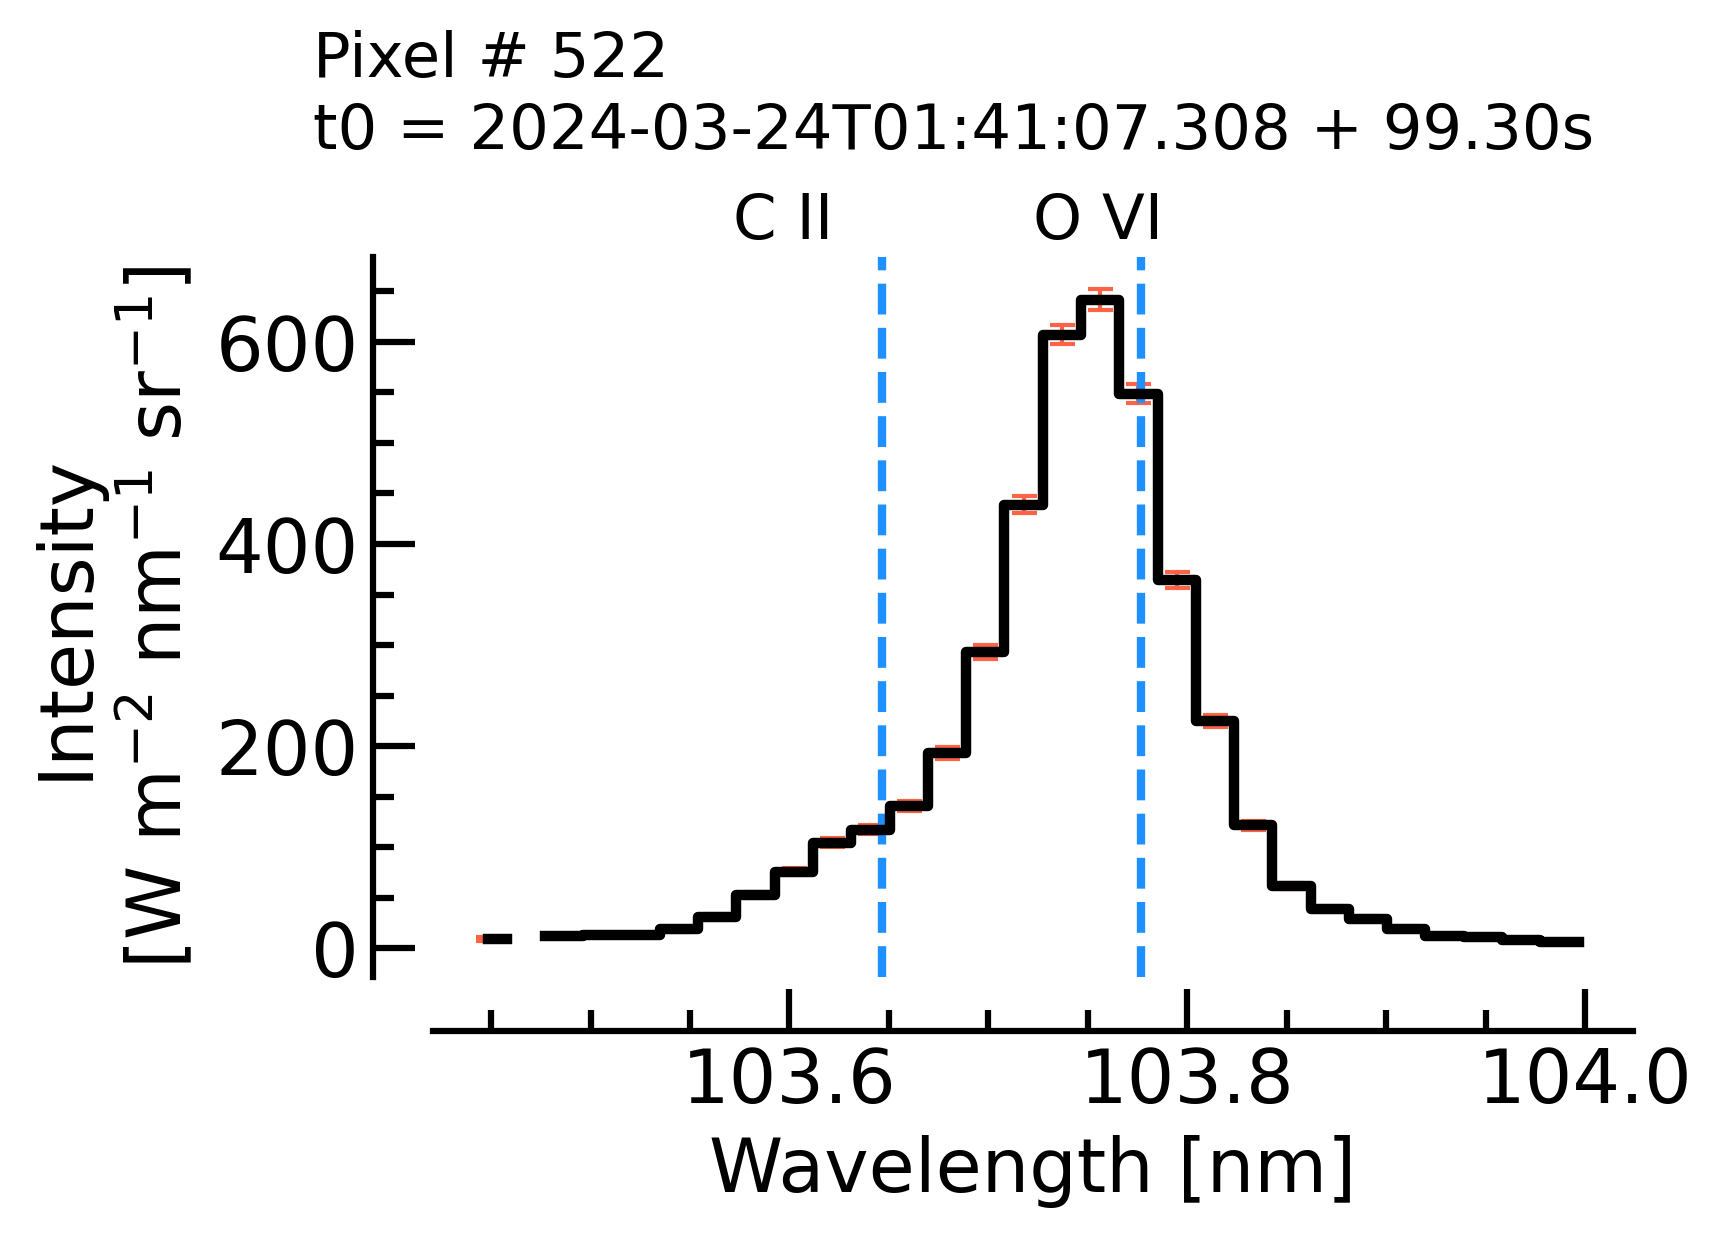 Pixel # 522
t0 = 2024-03-24T01:41:07.308 + 99.30s
C II
O VI
Intensity
[W m⁻² nm⁻¹ sr⁻¹]
600
400
200
0
103.6
103.8
104.0
Wavelength [nm]